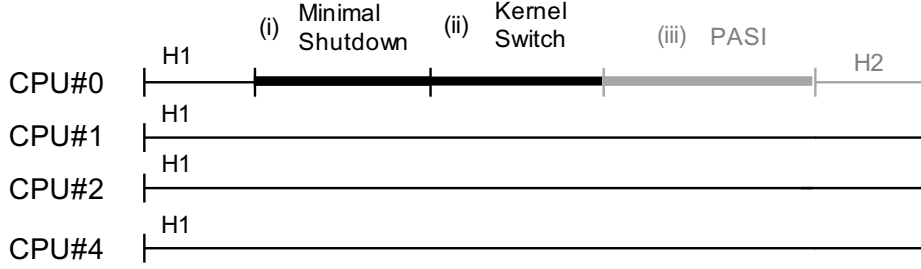 (i) Minimal Shutdown (ii) Kernel Switch (iii) PASI
CPU#0 H1 H2
CPU#1 H1
CPU#2 H1
CPU#4 H1